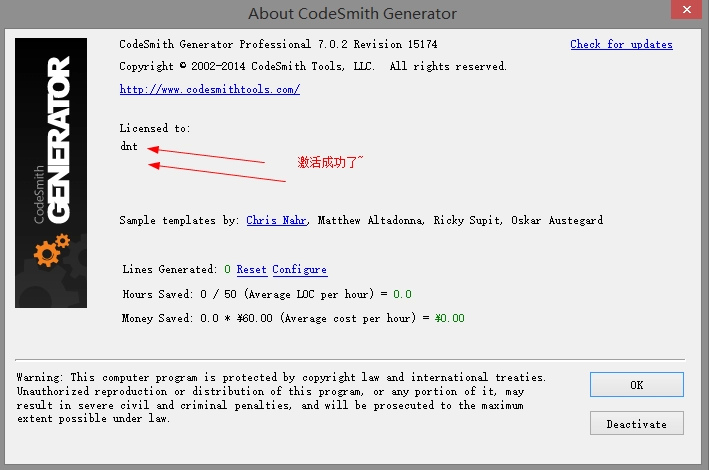 About CodeSmith Generator
CodeSmith
GENERATOR
CodeSmith Generator Professional 7.0.2 Revision 15174
Check for updates
Copyright © 2002-2014 CodeSmith Tools, LLC. All rights reserved.
http://www.codesmithtools.com/
Licensed to:
dnt
激活成功了~
Sample templates by: Chris Nahr, Matthew Altadonna, Ricky Supit, Oskar Austegard
Lines Generated: 0 Reset Configure
Hours Saved: 0 / 50 (Average LOC per hour) = 0.0
Money Saved: 0.0 * ¥60.00 (Average cost per hour) = ¥0.00
Warning: This computer program is protected by copyright law and international treaties.
Unauthorized reproduction or distribution of this program, or any portion of it, may
result in severe civil and criminal penalties, and will be prosecuted to the maximum
extent possible under law.
OK
Deactivate